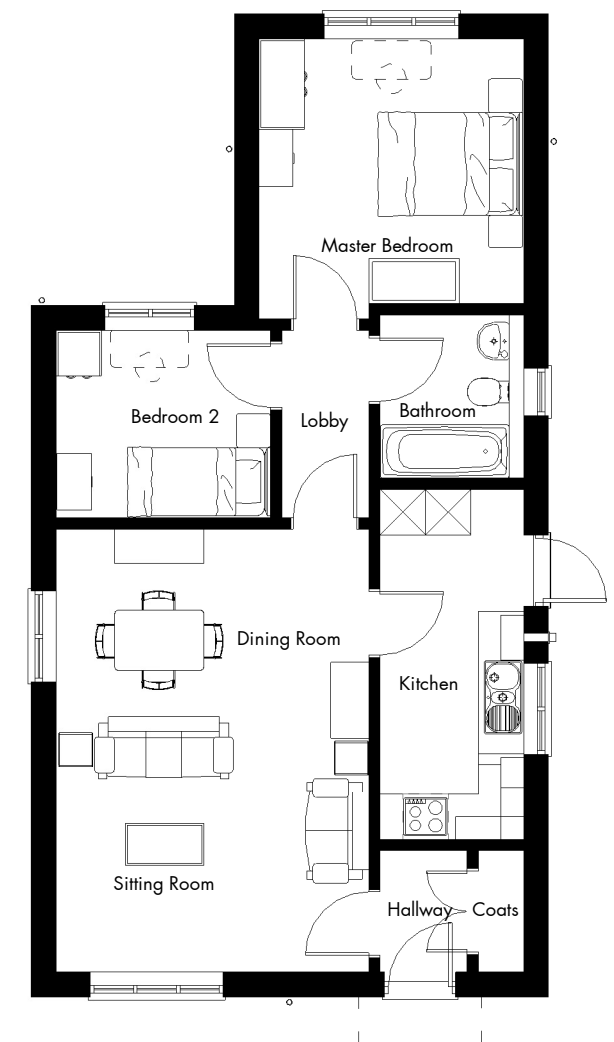 Master Bedroom
Bedroom 2
Lobby
Bathroom
Dining Room
Kitchen
Sitting Room
Hallway
Coats